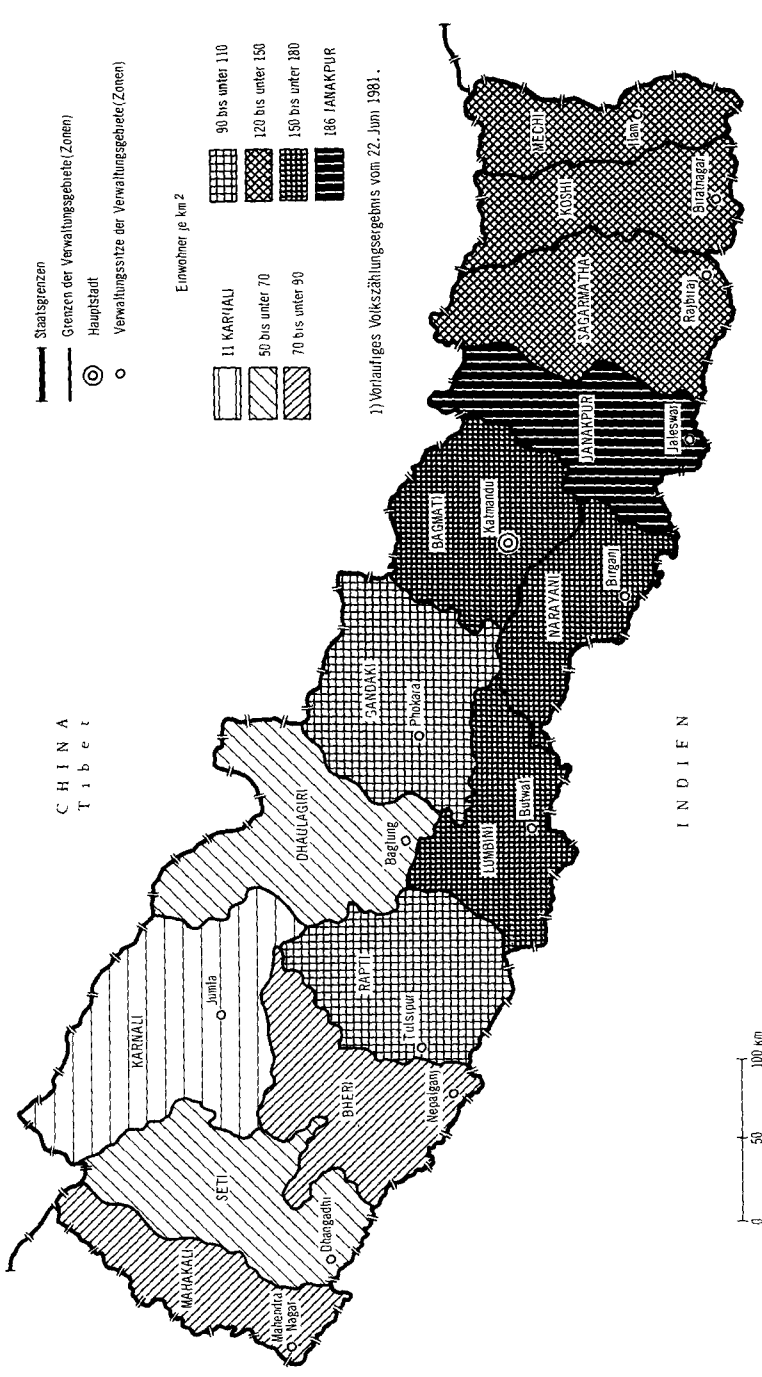 Staatsgrenzen
Grenzen der Verwaltungsgebiete (Zonen)
Hauptstadt
Verwaltungssitze der Verwaltungsgebiete (Zonen)
Einwohner je km²
11 KARNALI
50 bis unter 70
70 bis unter 90
90 bis unter 110
120 bis unter 150
150 bis unter 180
186 JANAKPUR
1) Vorläufiges Volkszählungsergebnis vom 22. Juni 1981.
CHINA
Tibet
INDIEN
MAHAKALI
Mahendra
Nagar
SETI
Dhangadhi
KARNALI
Jumla
BHERI
Nepalganj
RAPTI
Tulsipur
DHAULAGIRI
Baglung
GANDAKI
Phokara
LUMBINI
Butwal
BAGMATI
Katmandu
NARAYANI
Birganj
JANAKPUR
Jaleswar
SAGARMATHA
Rajbiraj
KOSHI
Biratnagar
MECHI
Ilam
0 50 100 km